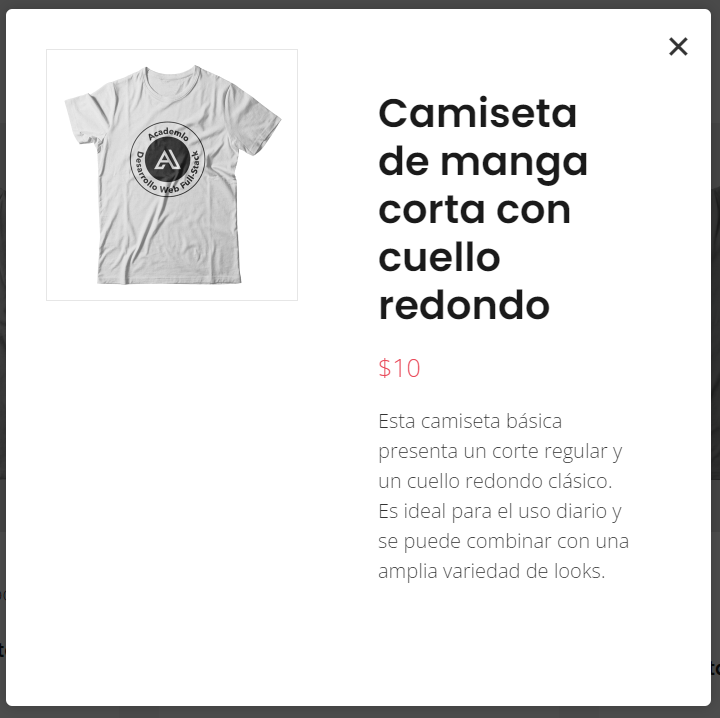 Academlo
Desarrollo Web Full-Stack
Camiseta
de manga
corta con
cuello
redondo
$10
Esta camiseta básica
presenta un corte regular y
un cuello redondo clásico.
Es ideal para el uso diario y
se puede combinar con una
amplia variedad de looks.